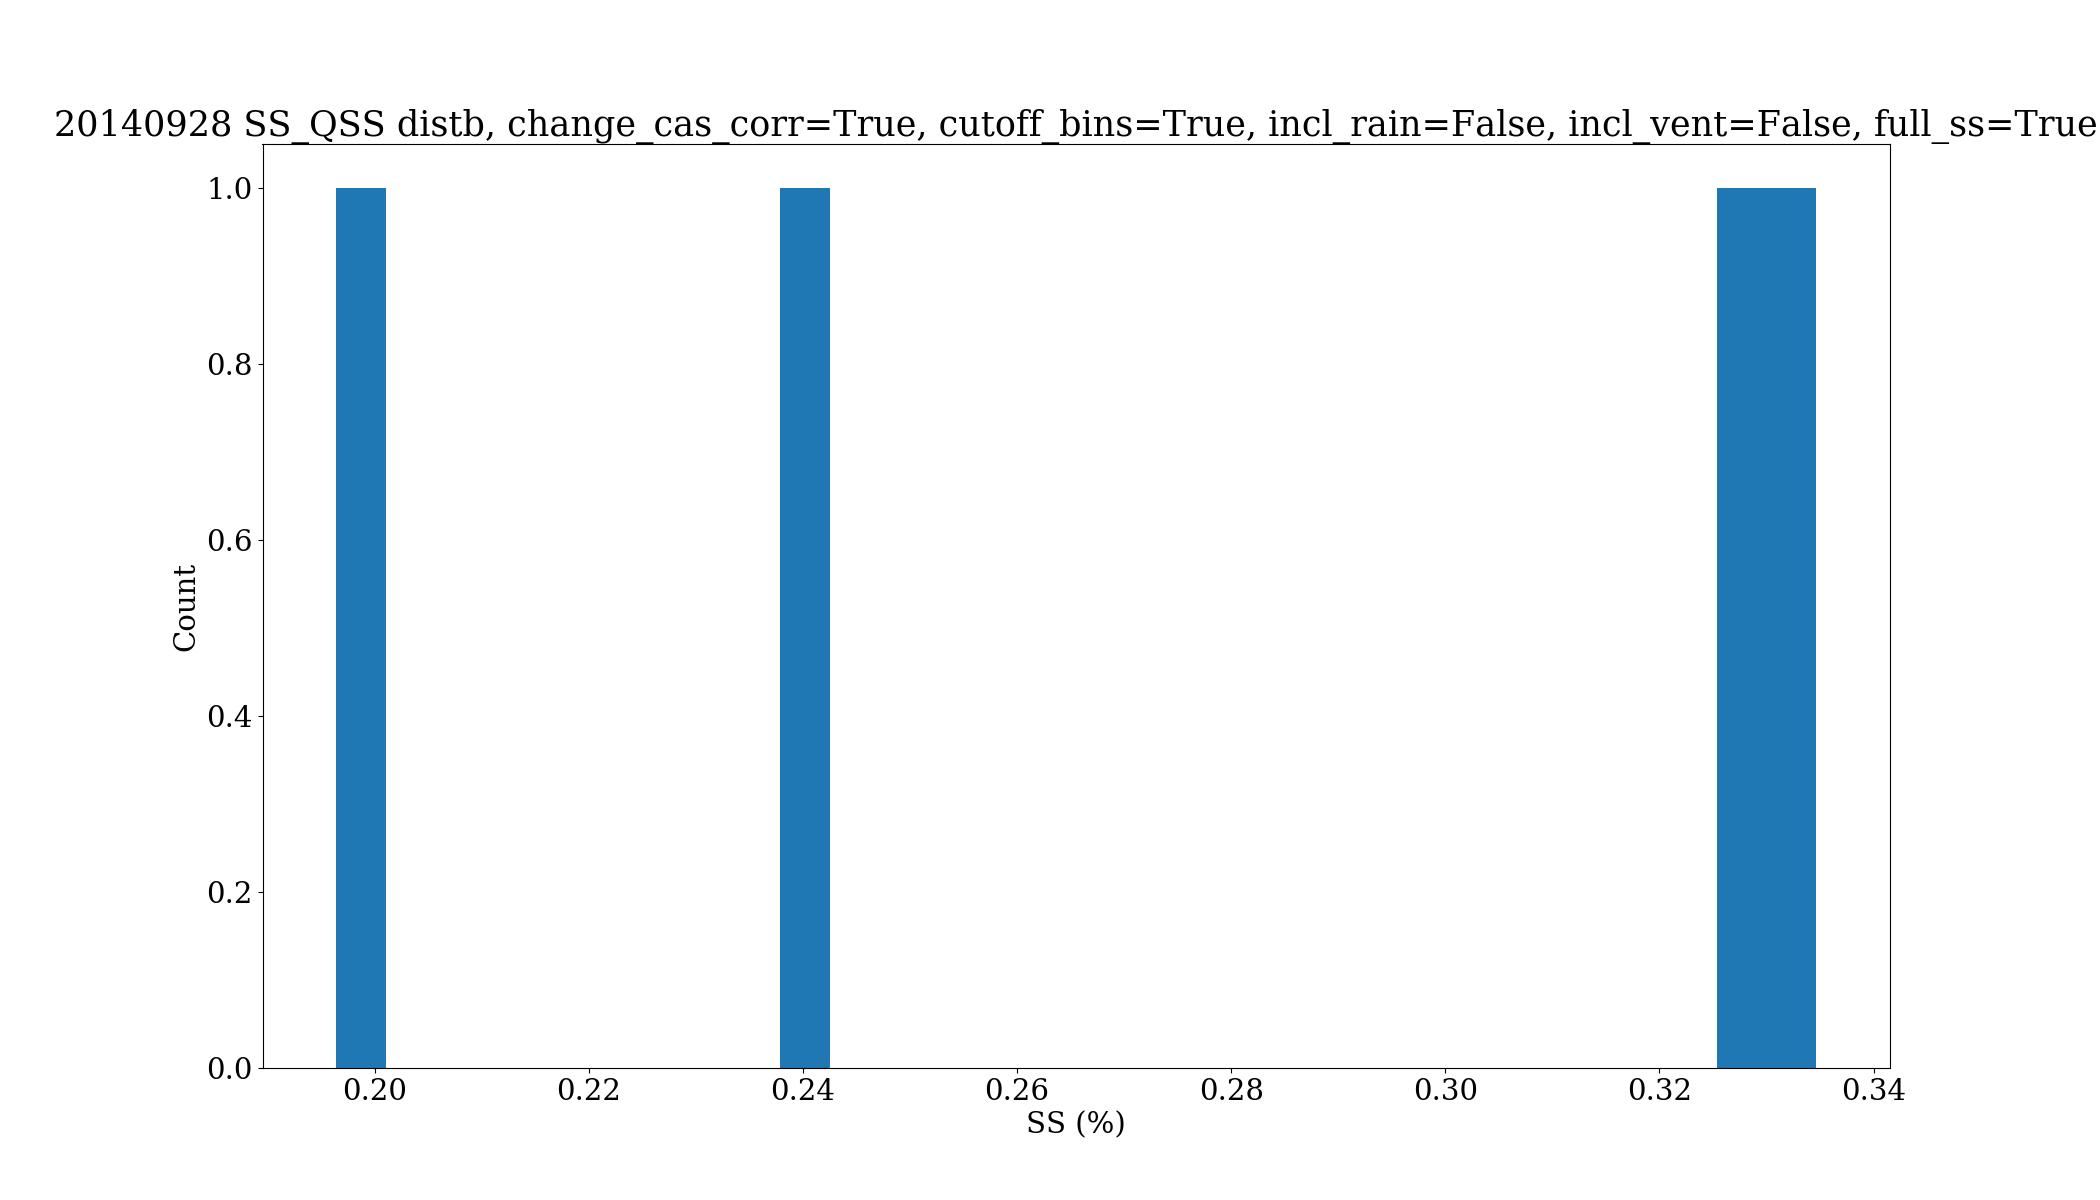 20140928 SS_QSS distb, change_cas_corr=True, cutoff_bins=True, incl_rain=False, incl_vent=False, full_ss=True
1.0
0.8
0.6
0.4
0.2
0.0
Count
0.20 0.22 0.24 0.26 0.28 0.30 0.32 0.34
SS (%)